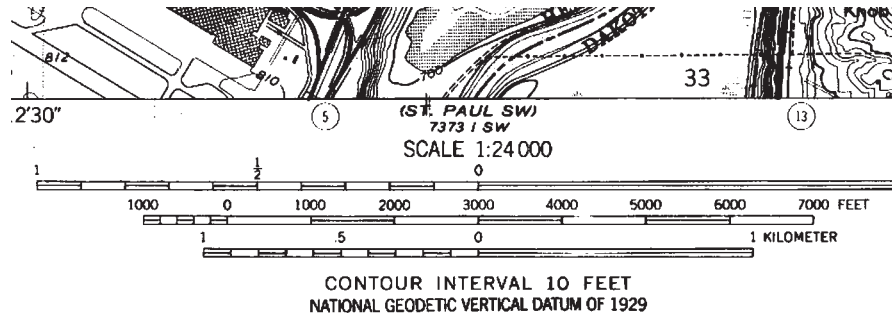 812
810
700
DAKO
33
.2'30"
5
(ST. PAUL SW)
7373 I SW
13
SCALE 1:24 000
1 1/2 0
1000 0 1000 2000 3000 4000 5000 6000 7000 FEET
1 .5 0 1 KILOMETER
CONTOUR INTERVAL 10 FEET
NATIONAL GEODETIC VERTICAL DATUM OF 1929